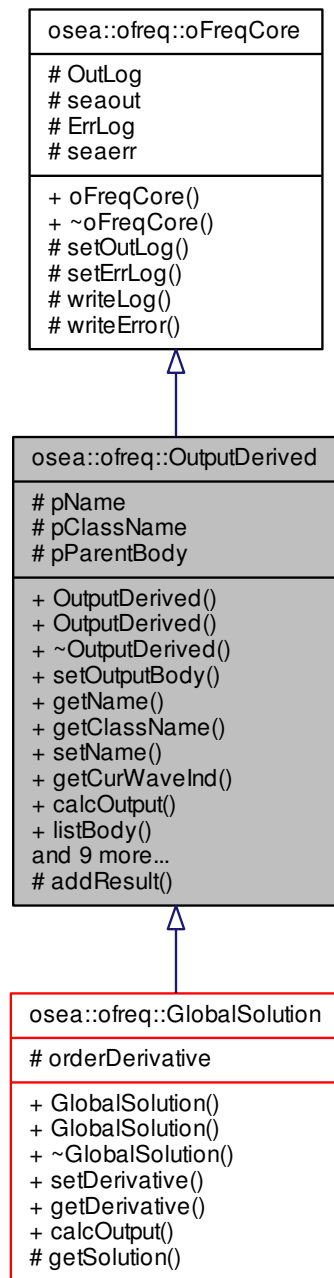 osea::ofreq::oFreqCore
# OutLog
# seaout
# ErrLog
# seaerr
+ oFreqCore()
+ ~oFreqCore()
# setOutLog()
# setErrLog()
# writeLog()
# writeError()
osea::ofreq::OutputDerived
# pName
# pClassName
# pParentBody
+ OutputDerived()
+ OutputDerived()
+ ~OutputDerived()
+ setOutputBody()
+ getName()
+ getClassName()
+ setName()
+ getCurWaveInd()
+ calcOutput()
+ listBody()
and 9 more...
# addResult()
osea::ofreq::GlobalSolution
# orderDerivative
+ GlobalSolution()
+ GlobalSolution()
+ ~GlobalSolution()
+ setDerivative()
+ getDerivative()
+ calcOutput()
# getSolution()